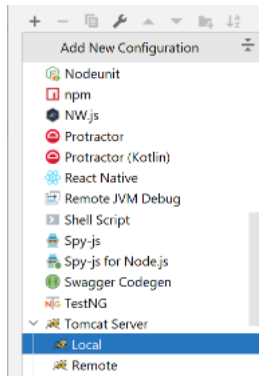 Add New Configuration
Nodeunit
npm
NW.js
Protractor
Protractor (Kotlin)
React Native
Remote JVM Debug
Shell Script
Spy-js
Spy-js for Node.js
Swagger Codegen
NG TestNG
Tomcat Server
Local
Remote